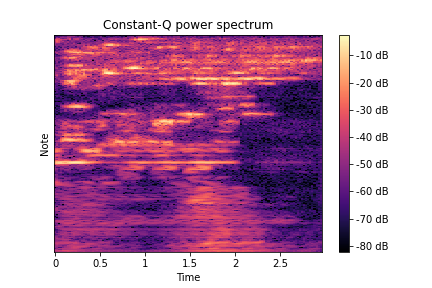 Constant-Q power spectrum
Note
-10 dB
-20 dB
-30 dB
-40 dB
-50 dB
-60 dB
-70 dB
-80 dB
0 0.5 1 1.5 2 2.5
Time